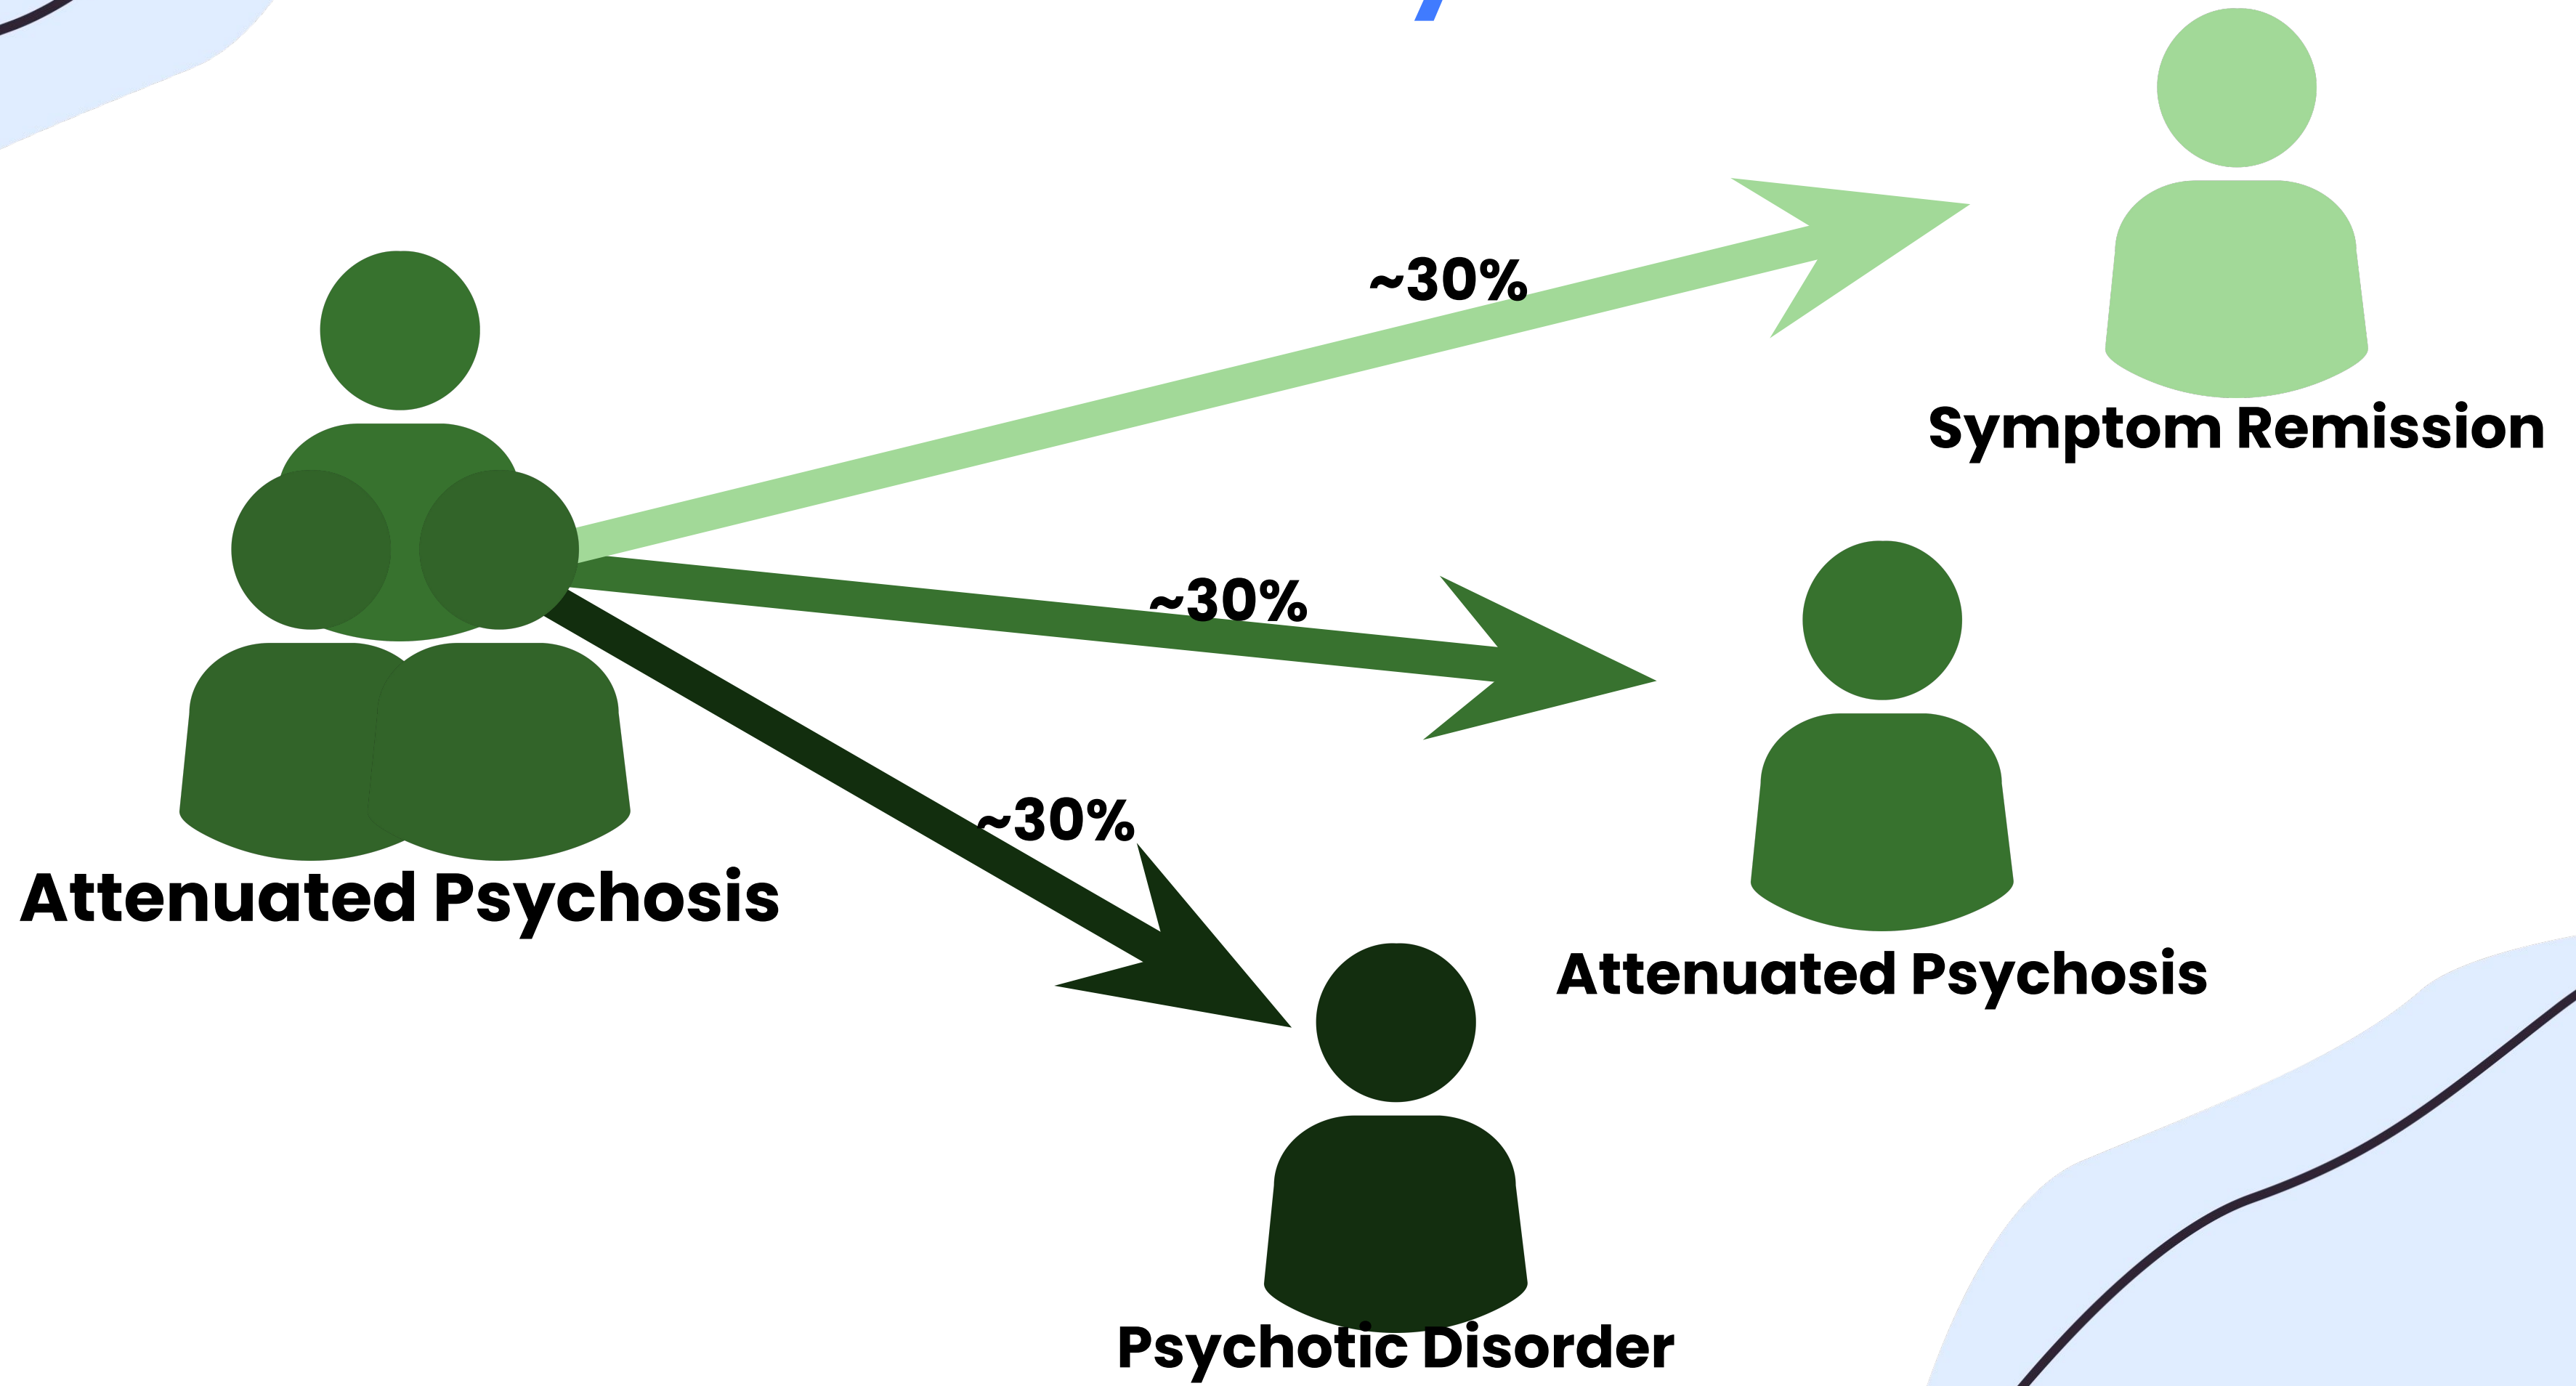 ~30%
Symptom Remission
~30%
~30%
Attenuated Psychosis
Attenuated Psychosis
Psychotic Disorder